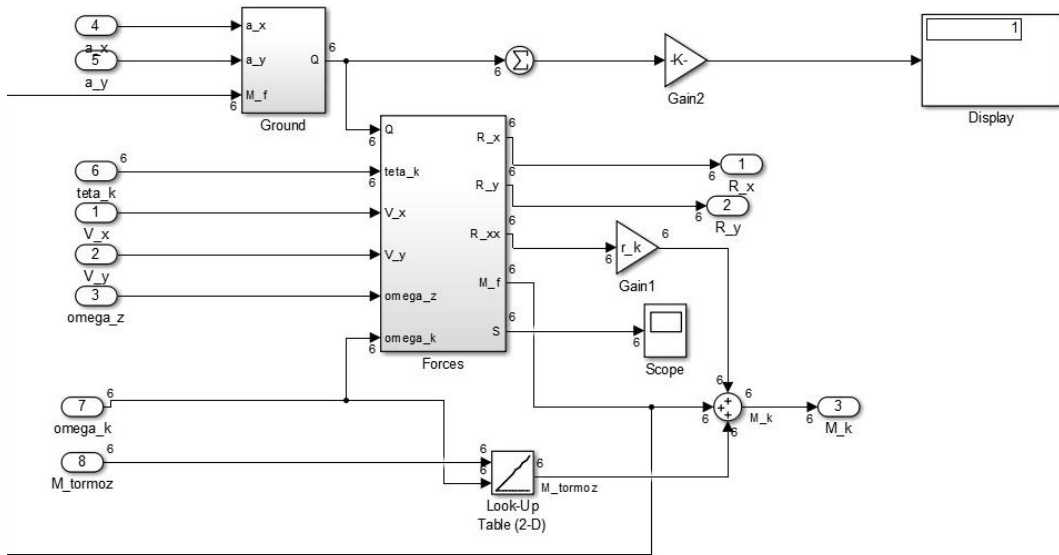 4
a_x
5
a_y
6
a_x
a_y
M_f
Q
6
Ground
6
Σ
-K-
Gain2
1
Display
6
6
teta_k
1
V_x
2
V_y
3
omega_z
6
Q
6
teta_k
6
V_x
V_y
omega_z
omega_k
6
R_x
6
R_y
6
R_xx
6
M_f
6
S
6
Forces
6
1
R_x
6
2
R_y
6
6
r_k
6
Gain1
6
Scope
7
6
omega_k
8
6
M_tormoz
6
6
6
M_tormoz
Look-Up
Table (2-D)
6
6
6
+
+
+
6
M_k
6
3
M_k